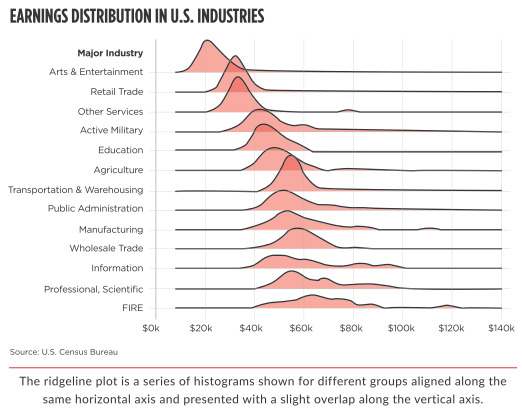 EARNINGS DISTRIBUTION IN U.S. INDUSTRIES
Major Industry
Arts & Entertainment
Retail Trade
Other Services
Active Military
Education
Agriculture
Transportation & Warehousing
Public Administration
Manufacturing
Wholesale Trade
Information
Professional, Scientific
FIRE
$0k $20k $40k $60k $80k $100k $120k $140k
Source: U.S. Census Bureau
The ridgeline plot is a series of histograms shown for different groups aligned along the
same horizontal axis and presented with a slight overlap along the vertical axis.